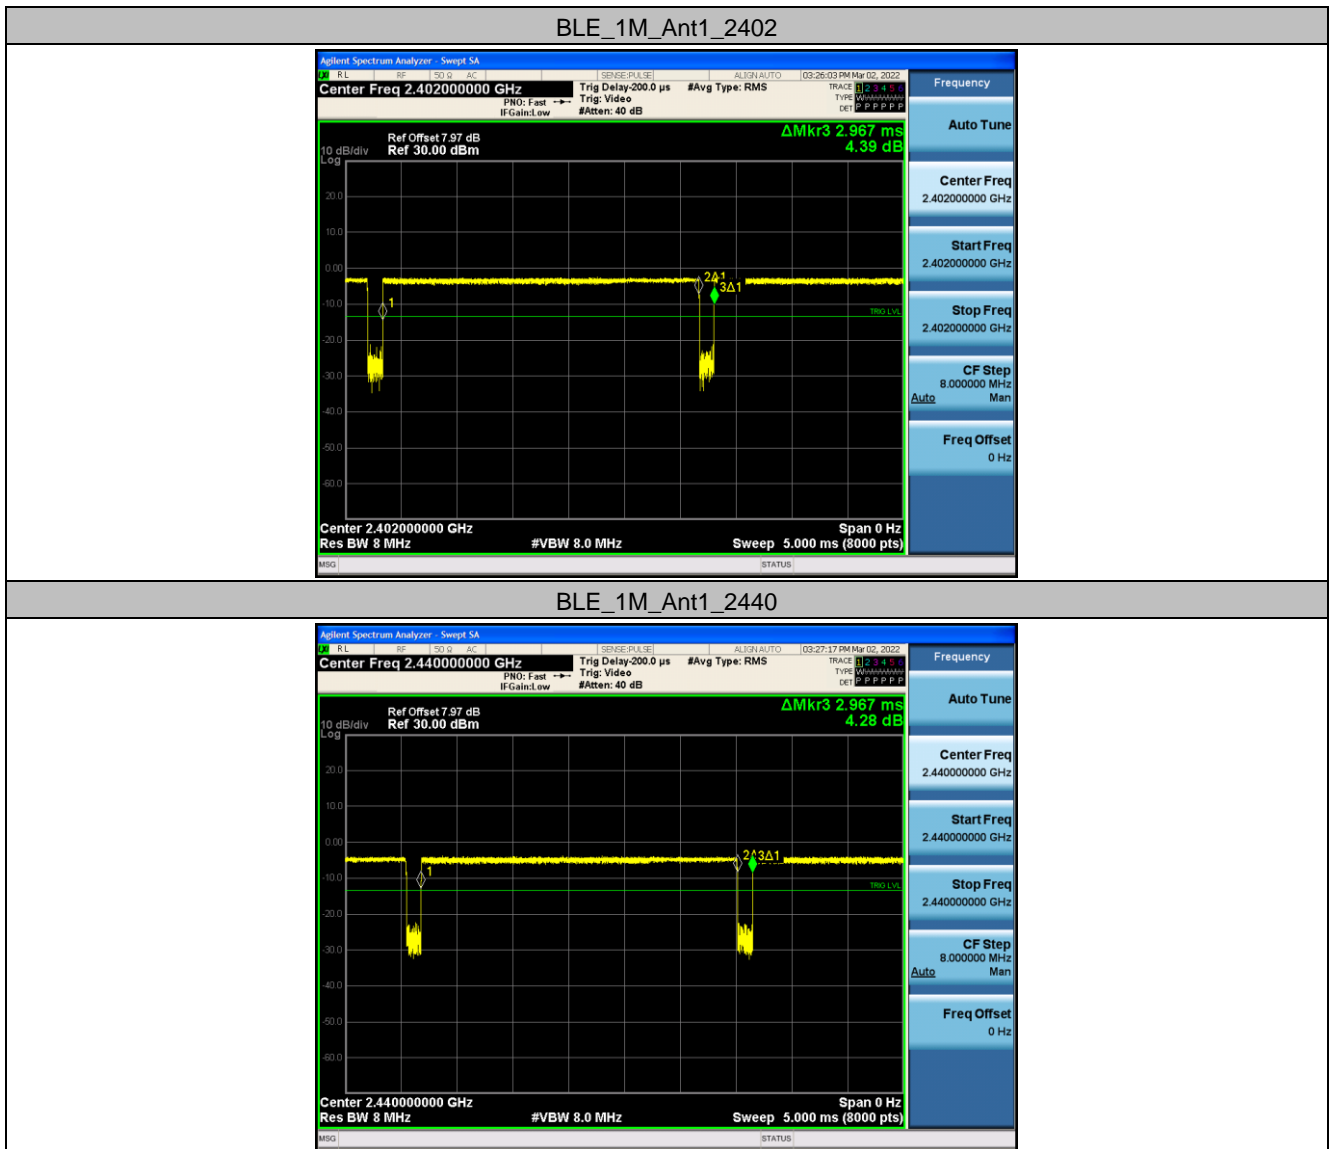 BLE_1M_Ant1_2402
Agilent Spectrum Analyzer - Swept SA
RL RF 50 Ω AC SENSE:PULSE ALIGN AUTO 03:26:03 PM Mar 02, 2022
Center Freq 2.402000000 GHz Trig Delay-200.0 µs #Avg Type: RMS TRACE 1 2 3 4 5 6
PNO: Fast Trig: Video TYPE
IFGain:Low #Atten: 40 dB DET P P P P P P
ΔMkr3 2.967 ms
4.39 dB
Ref Offset 7.97 dB
10 dB/div Ref 30.00 dBm
Log
20.0
10.0
0.00
-10.0
-20.0
-30.0
-40.0
-50.0
-60.0
1
2Δ1
3Δ1
TRIG LVL
Center 2.402000000 GHz Span 0 Hz
Res BW 8 MHz #VBW 8.0 MHz Sweep 5.000 ms (8000 pts)
MSG STATUS
Frequency
Auto Tune
Center Freq
2.402000000 GHz
Start Freq
2.402000000 GHz
Stop Freq
2.402000000 GHz
CF Step
8.000000 MHz
Auto Man
Freq Offset
0 Hz
BLE_1M_Ant1_2440
Agilent Spectrum Analyzer - Swept SA
RL RF 50 Ω AC SENSE:PULSE ALIGN AUTO 03:27:17 PM Mar 02, 2022
Center Freq 2.440000000 GHz Trig Delay-200.0 µs #Avg Type: RMS TRACE 1 2 3 4 5 6
PNO: Fast Trig: Video TYPE
IFGain:Low #Atten: 40 dB DET P P P P P P
ΔMkr3 2.967 ms
4.28 dB
Ref Offset 7.97 dB
10 dB/div Ref 30.00 dBm
Log
20.0
10.0
0.00
-10.0
-20.0
-30.0
-40.0
-50.0
-60.0
1
3Δ1
TRIG LVL
Center 2.440000000 GHz Span 0 Hz
Res BW 8 MHz #VBW 8.0 MHz Sweep 5.000 ms (8000 pts)
MSG STATUS
Frequency
Auto Tune
Center Freq
2.440000000 GHz
Start Freq
2.440000000 GHz
Stop Freq
2.440000000 GHz
CF Step
8.000000 MHz
Auto Man
Freq Offset
0 Hz